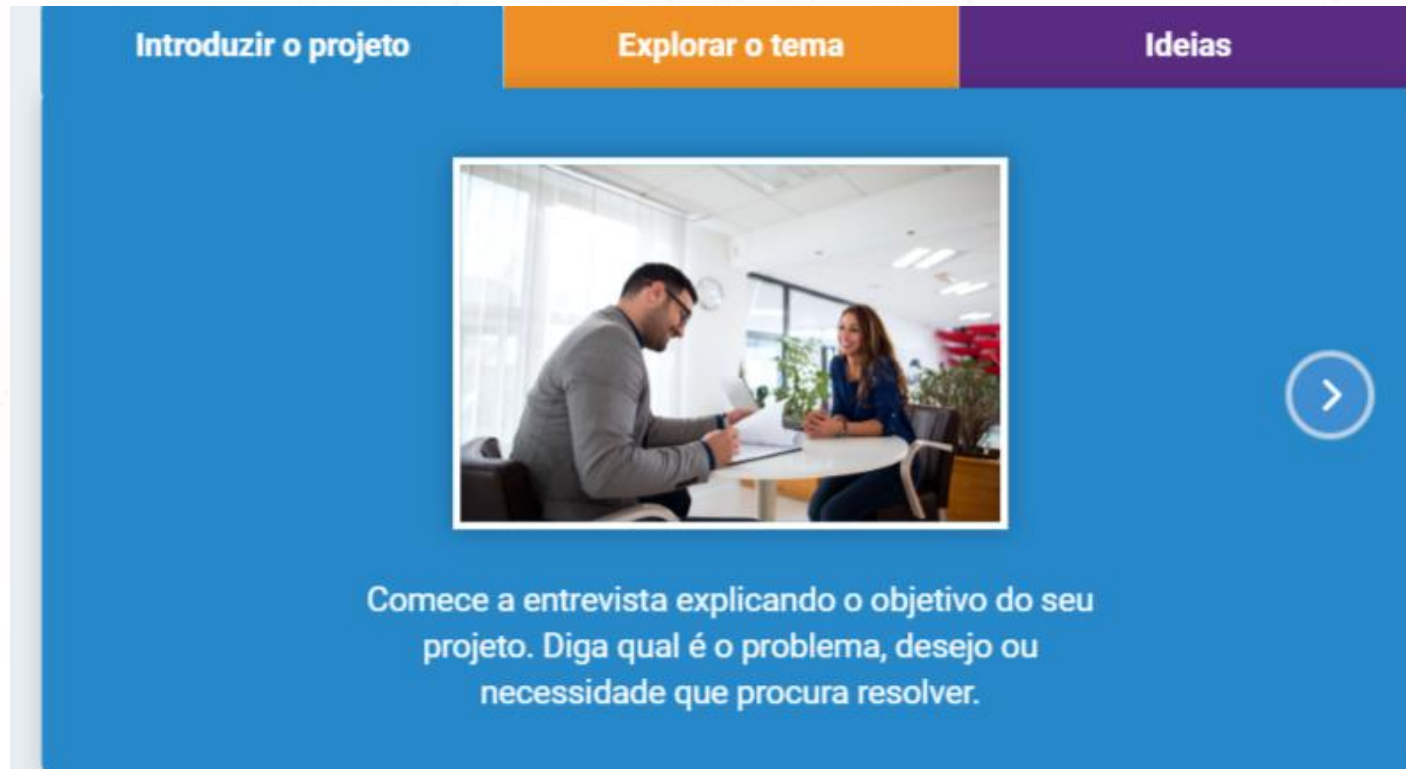 Introduzir o projeto
Explorar o tema
Ideias
Comece a entrevista explicando o objetivo do seu
projeto. Diga qual é o problema, desejo ou
necessidade que procura resolver.